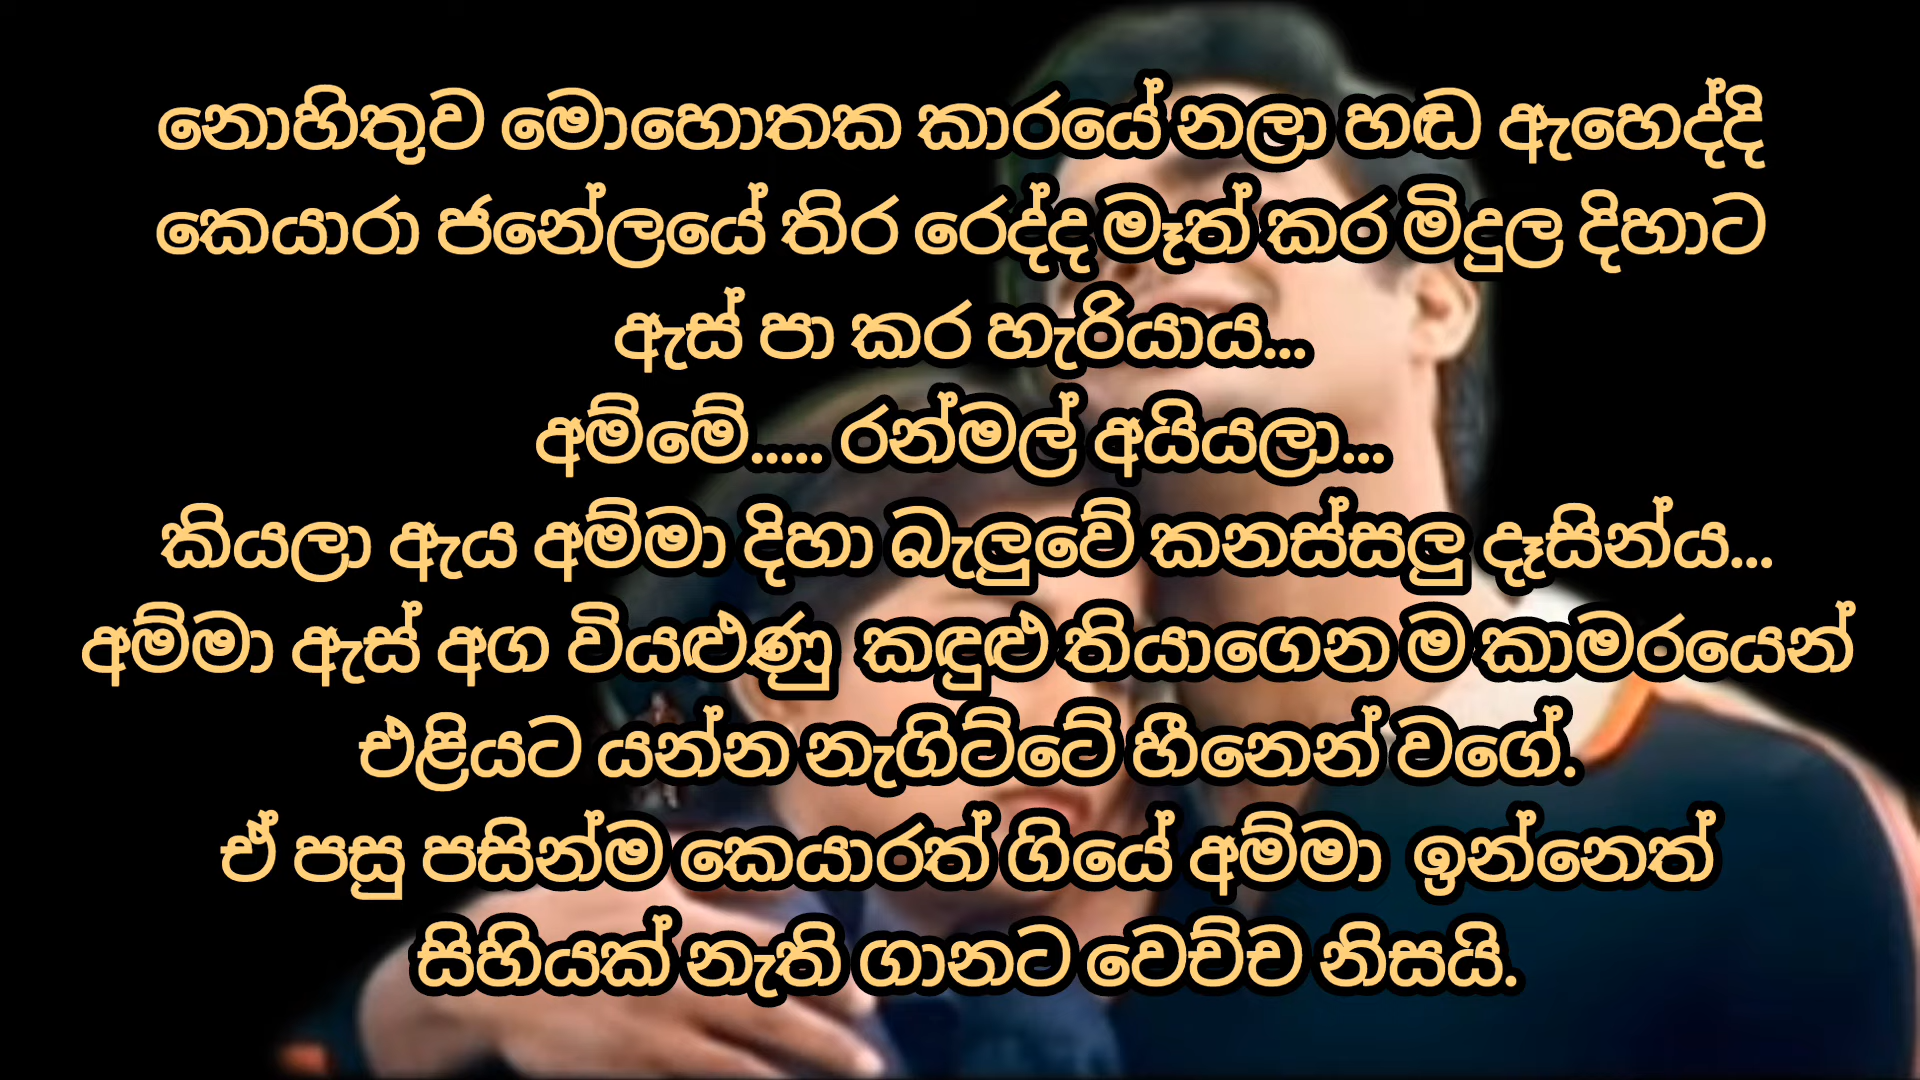 නොහිතුව මොහොතක කාරයේ නලා හඬ ඇහෙද්දි
කෙයාරා ජනේලයේ තිර රෙද්ද මෑත් කර මිදුල දිහාට
ඇස් පා කර හැරියාය...
අම්මේ..... රන්මල් අයියලා...
කියලා ඇය අම්මා දිහා බැලුවේ කනස්සලු දෑසින්ය...
අම්මා ඇස් අග වියළුණු කඳුළු තියාගෙන ම කාමරයෙන්
එළියට යන්න නැගිට්ටේ හීනෙන් වගේ.
ඒ පසු පසින්ම කෙයාරත් ගියේ අම්මා ඉන්නෙත්
සිහියක් නැති ගානට වෙච්ච නිසයි.